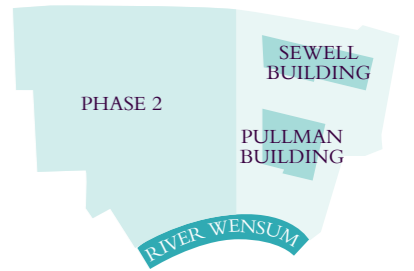 SEWELL
BUILDING
PHASE 2
PULLMAN
BUILDING
RIVER WENSUM